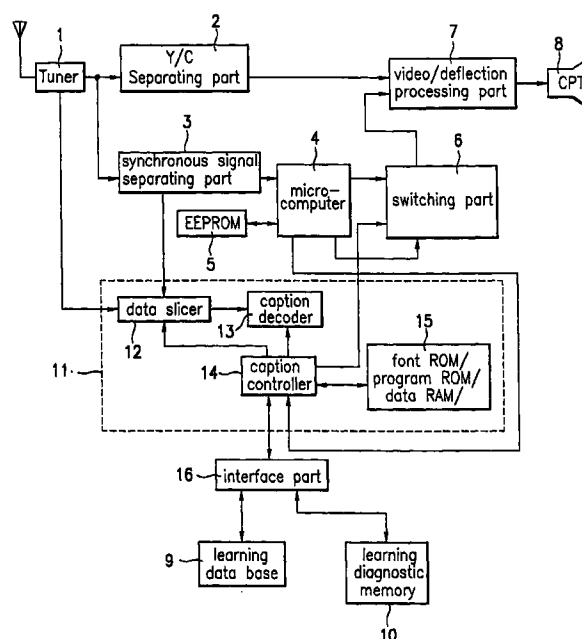 1
Tuner
2
Y/C
Separating part
7
video/deflection
processing part
8
CPT
3
synchronous signal
separating part
4
micro-
computer
6
switching part
EEPROM
5
data slicer
12
caption
decoder
13
11
14
caption
controller
15
font ROM/
program ROM/
data RAM/
16
interface part
9
learning
data base
learning
diagnostic
memory
10